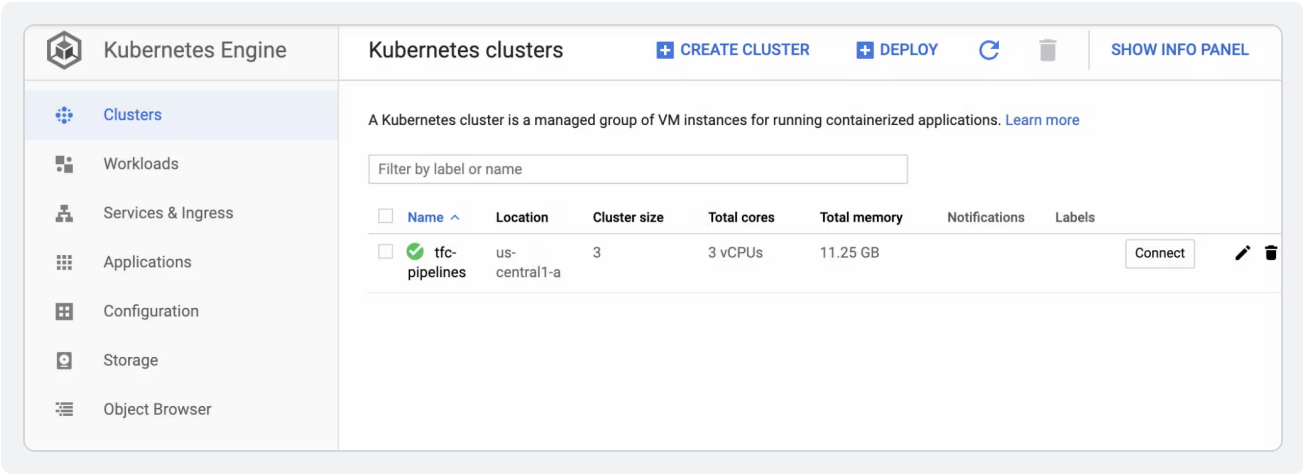 Kubernetes Engine
Kubernetes clusters
CREATE CLUSTER
DEPLOY
SHOW INFO PANEL
Clusters
Workloads
Services & Ingress
Applications
Configuration
Storage
Object Browser
A Kubernetes cluster is a managed group of VM instances for running containerized applications. Learn more
Filter by label or name
Name Location Cluster size Total cores Total memory Notifications Labels
tfc- us- 3 3 vCPUs 11.25 GB Connect
pipelines central1-a